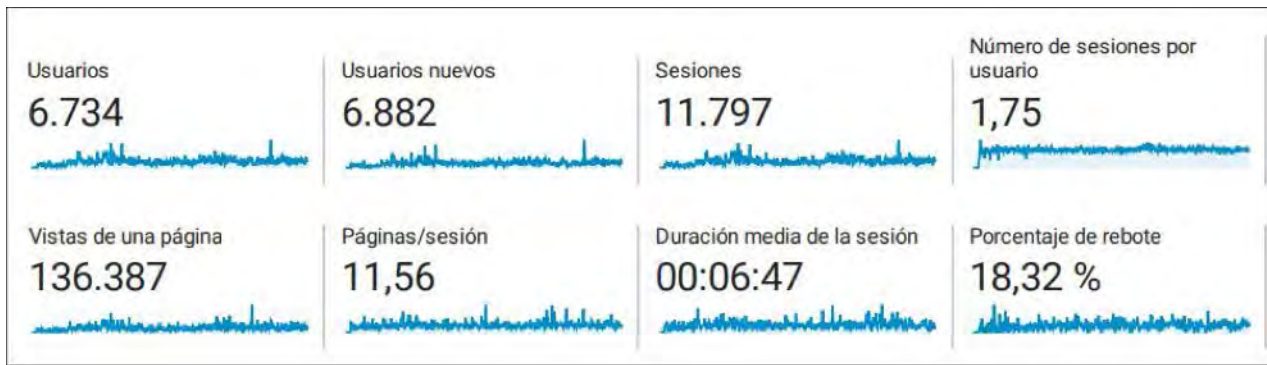 Usuarios
6.734
Usuarios nuevos
6.882
Sesiones
11.797
Número de sesiones por
usuario
1,75
Vistas de una página
136.387
Páginas/sesión
11,56
Duración media de la sesión
00:06:47
Porcentaje de rebote
18,32 %